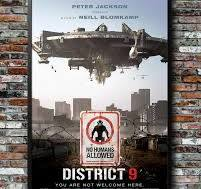 PETER JACKSON
NEILL BLOMKAMP
NO HUMANS
ALLOWED
DISTRICT 9
YOU ARE NOT WELCOME HERE.